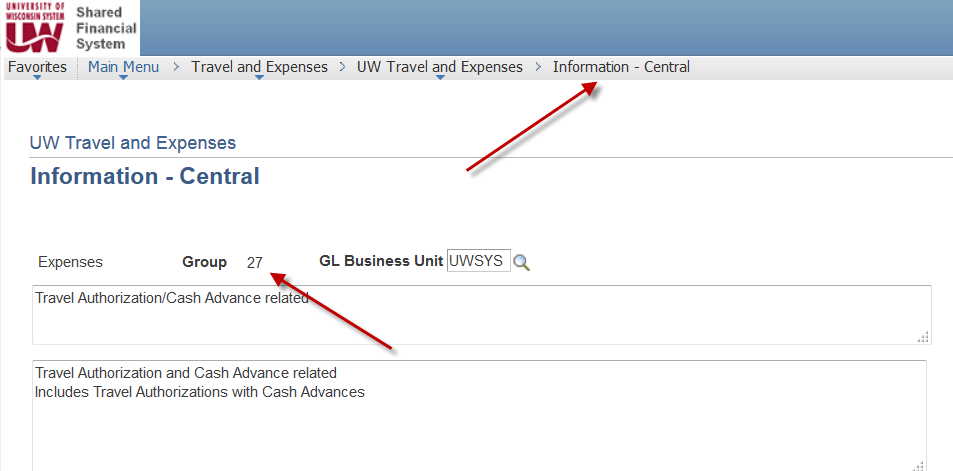 UNIVERSITY OF
WISCONSIN SYSTEM
UW
Shared
Financial
System
Favorites Main Menu > Travel and Expenses > UW Travel and Expenses > Information - Central
UW Travel and Expenses
Information - Central
Expenses Group 27 GL Business Unit UWSYS
Travel Authorization/Cash Advance related
Travel Authorization and Cash Advance related
Includes Travel Authorizations with Cash Advances